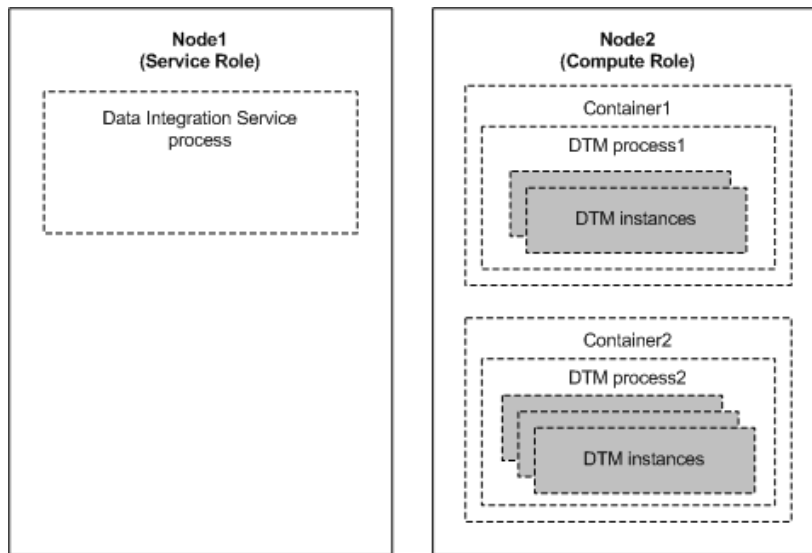 Node1
(Service Role)
Data Integration Service
process
Node2
(Compute Role)
Container1
DTM process1
DTM instances
Container2
DTM process2
DTM instances